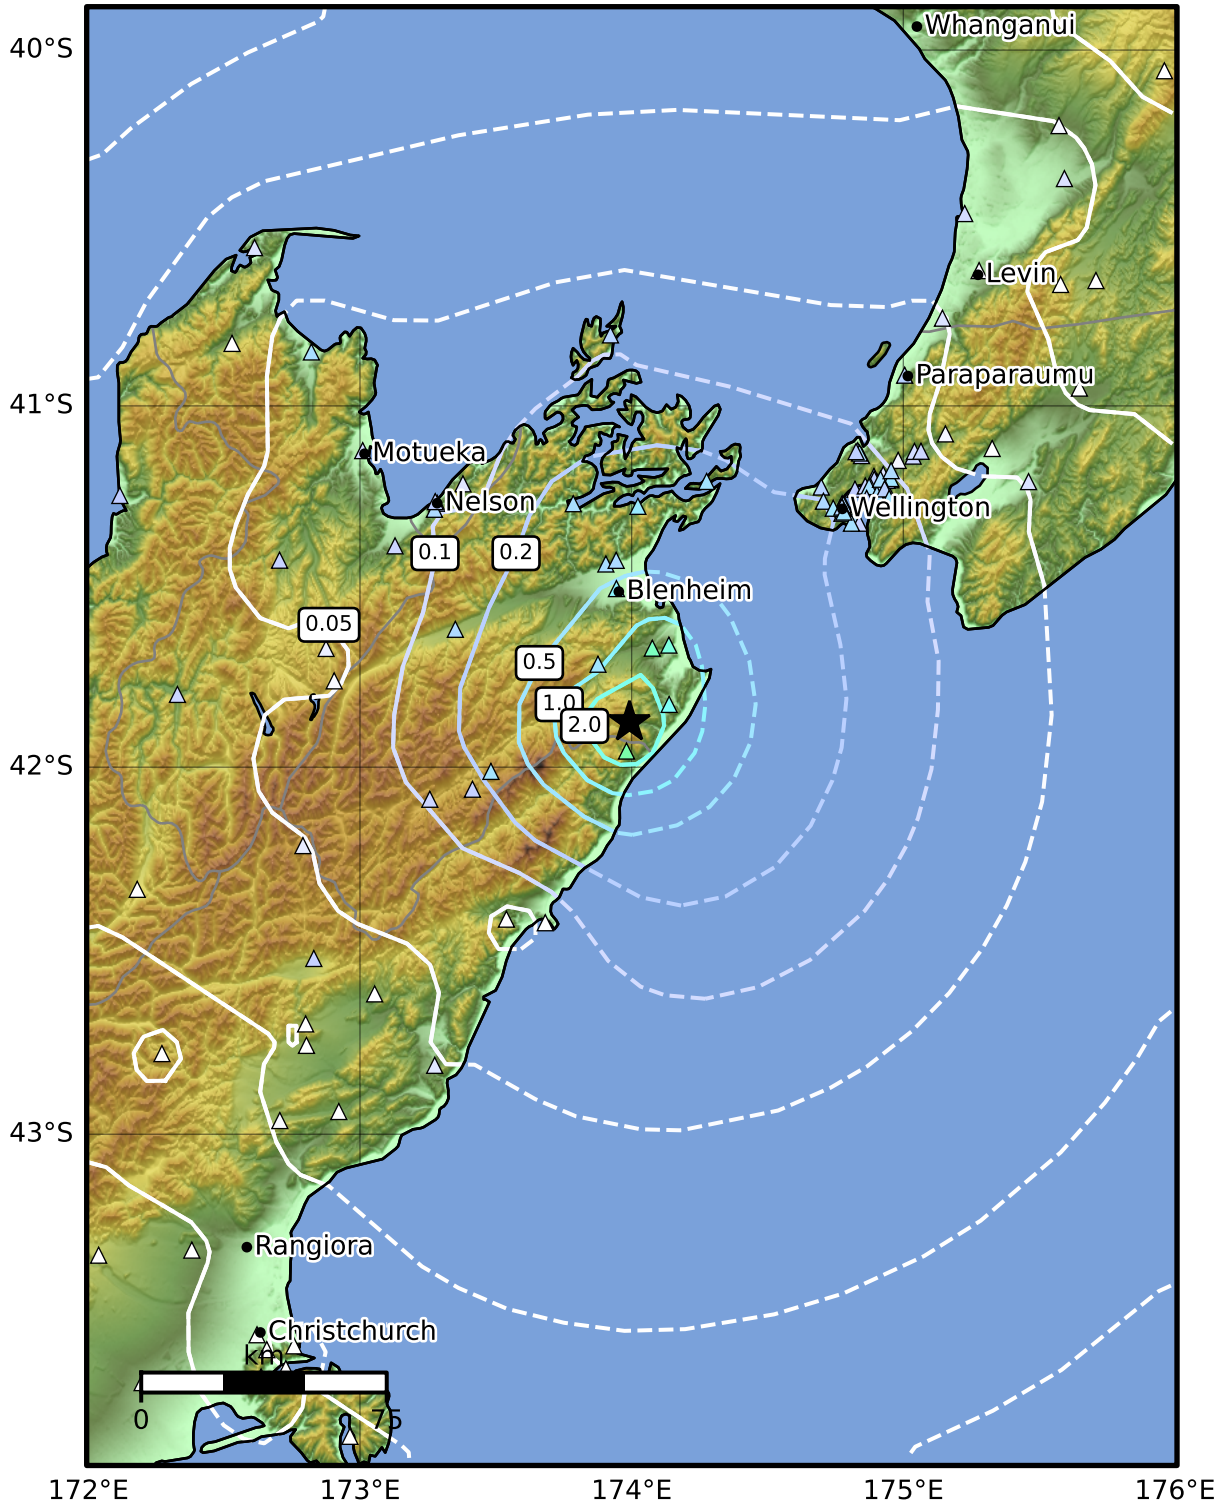 Whanganui
40°S
Levin
Paraparaumu
41°S
Motueka
Nelson
Wellington
0.1
0.2
Blenheim
0.05
0.5
1.0
2.0
42°S
43°S
Rangiora
Christchurch
km
0
75
172°E
173°E
174°E
175°E
176°E